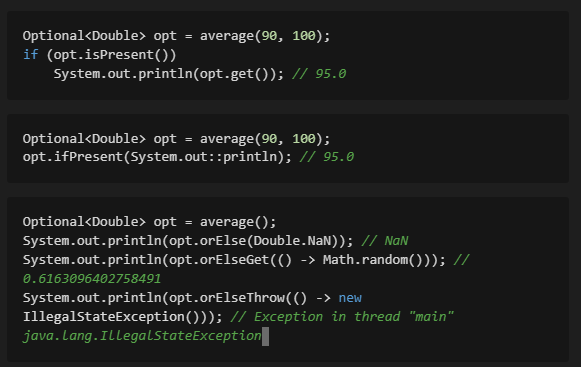 Optional<Double> opt = average(90, 100);
if (opt.isPresent())
    System.out.println(opt.get()); // 95.0
Optional<Double> opt = average(90, 100);
opt.ifPresent(System.out::println); // 95.0
Optional<Double> opt = average();
System.out.println(opt.orElse(Double.NaN)); // NaN
System.out.println(opt.orElseGet(() -> Math.random())); //
0.6163096402758491
System.out.println(opt.orElseThrow(() -> new
IllegalStateException())); // Exception in thread "main"
java.lang.IllegalStateException